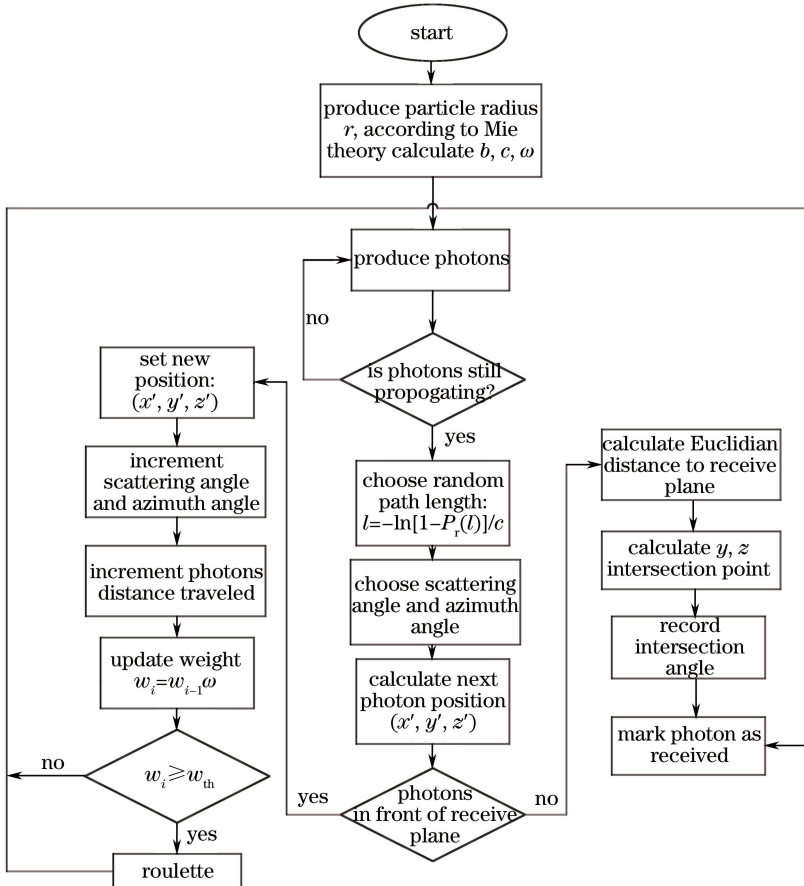 start
produce particle radius
r, according to Mie
theory calculate b, c, ω
produce photons
no
is photons still
propogating?
yes
choose random
path length:
l=−ln[1−Pr(l)]/c
choose scattering
angle and azimuth
angle
calculate next
photon position
(x′, y′, z′)
photons
in front of receive
plane
yes
no
set new
position:
(x′, y′, z′)
increment
scattering angle
and azimuth angle
increment photons
distance traveled
update weight
wi=wi−1ω
wi⩾wth
no
yes
roulette
calculate Euclidian
distance to receive
plane
calculate y, z
intersection point
record
intersection
angle
mark photon as
received